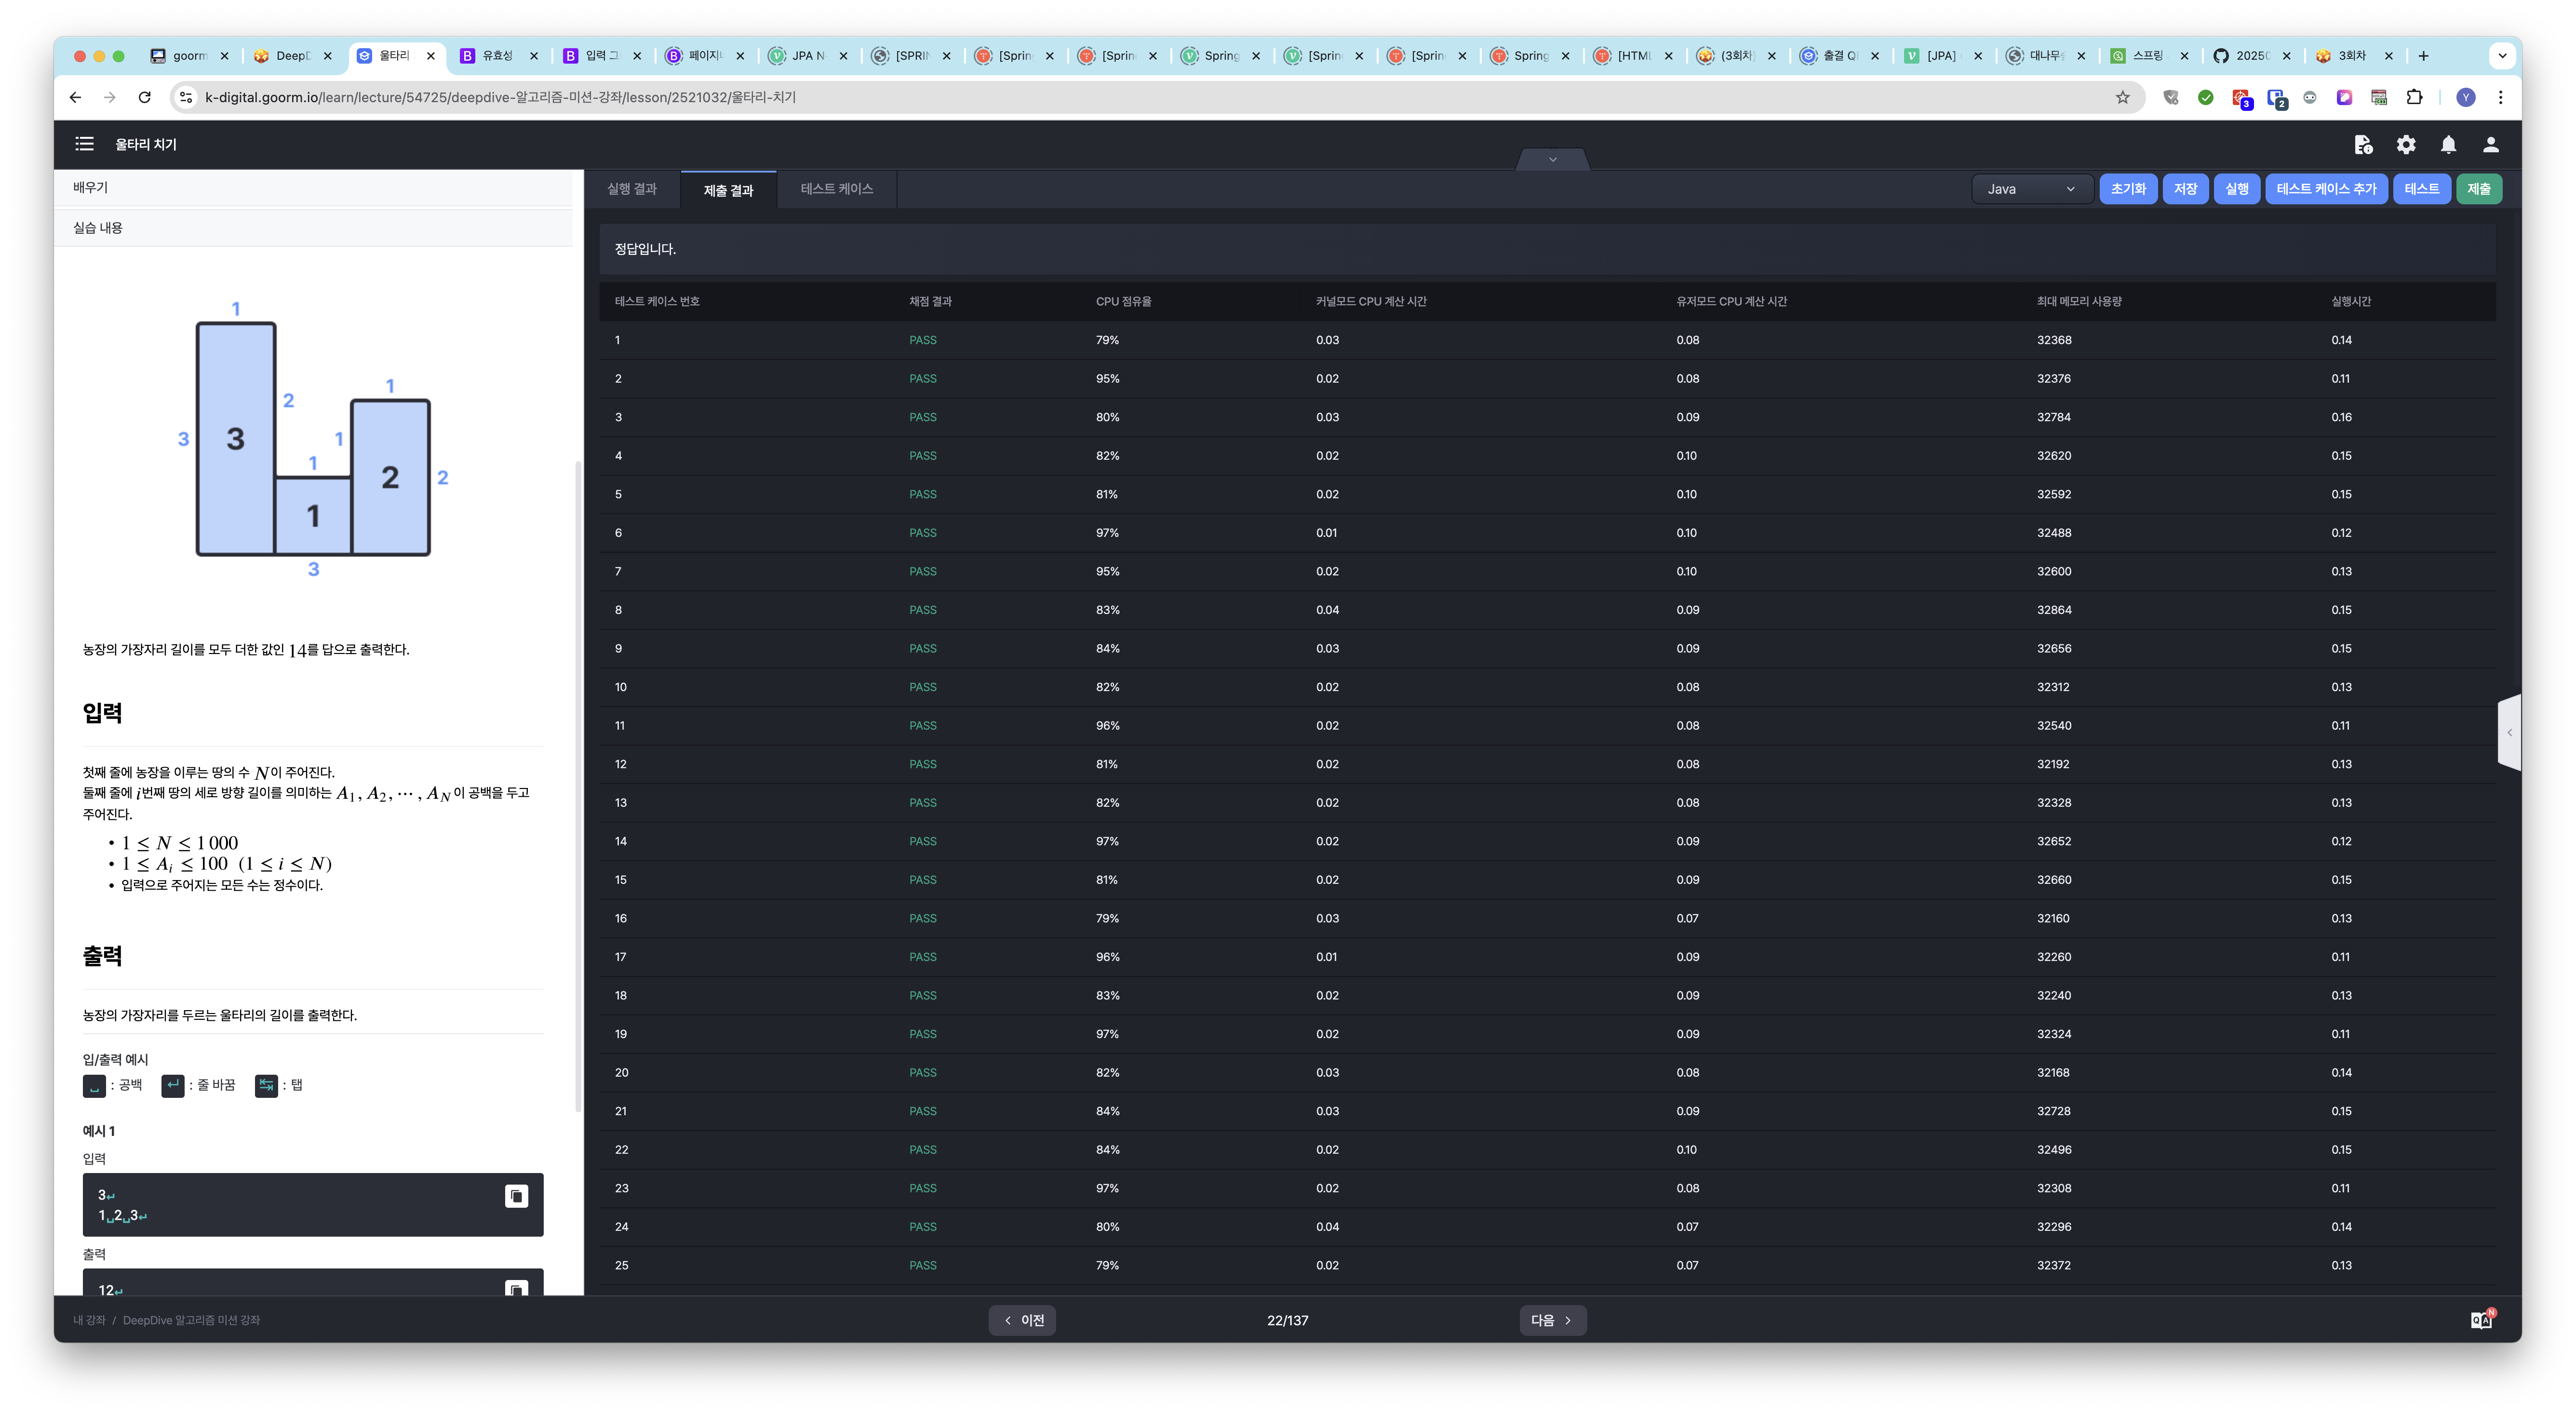 goorm
DeepD
울타리
유효성
입력 그
페이지
JPA N
[SPRI
[Sprin
[Sprin
Spring
[Sprin
[Sprin
Spring
[HTML
(3회차)
출결 Q
[JPA]
대나무
스프링
2025
3회차
k-digital.goorm.io/learn/lecture/54725/deepdive-알고리즘-미션-강좌/lesson/2521032/울타리-치기
3
2
Y
울타리 치기
배우기
실습 내용
1
1
2
3
3
1
1
2
2
1
3
농장의 가장자리 길이를 모두 더한 값인 14를 답으로 출력한다.
입력
첫째 줄에 농장을 이루는 땅의 수 N이 주어진다.
둘째 줄에 i번째 땅의 세로 방향 길이를 의미하는 A₁, A₂, ⋯, A_N 이 공백을 두고
주어진다.
• 1 ≤ N ≤ 1 000
• 1 ≤ A_i ≤ 100 (1 ≤ i ≤ N)
• 입력으로 주어지는 모든 수는 정수이다.
출력
농장의 가장자리를 두르는 울타리의 길이를 출력한다.
입/출력 예시
␣ : 공백 ↵ : 줄 바꿈 ↹ : 탭
예시 1
입력
3↵
1␣2␣3↵
출력
12↵
실행 결과 제출 결과 테스트 케이스
Java 초기화 저장 실행 테스트 케이스 추가 테스트 제출
정답입니다.
테스트 케이스 번호 채점 결과 CPU 점유율 커널모드 CPU 계산 시간 유저모드 CPU 계산 시간 최대 메모리 사용량 실행시간
1 PASS 79% 0.03 0.08 32368 0.14
2 PASS 95% 0.02 0.08 32376 0.11
3 PASS 80% 0.03 0.09 32784 0.16
4 PASS 82% 0.02 0.10 32620 0.15
5 PASS 81% 0.02 0.10 32592 0.15
6 PASS 97% 0.01 0.10 32488 0.12
7 PASS 95% 0.02 0.10 32600 0.13
8 PASS 83% 0.04 0.09 32864 0.15
9 PASS 84% 0.03 0.09 32656 0.15
10 PASS 82% 0.02 0.08 32312 0.13
11 PASS 96% 0.02 0.08 32540 0.11
12 PASS 81% 0.02 0.08 32192 0.13
13 PASS 82% 0.02 0.08 32328 0.13
14 PASS 97% 0.02 0.09 32652 0.12
15 PASS 81% 0.02 0.09 32660 0.15
16 PASS 79% 0.03 0.07 32160 0.13
17 PASS 96% 0.01 0.09 32260 0.11
18 PASS 83% 0.02 0.09 32240 0.13
19 PASS 97% 0.02 0.09 32324 0.11
20 PASS 82% 0.03 0.08 32168 0.14
21 PASS 84% 0.03 0.09 32728 0.15
22 PASS 84% 0.02 0.10 32496 0.15
23 PASS 97% 0.02 0.08 32308 0.11
24 PASS 80% 0.04 0.07 32296 0.14
25 PASS 79% 0.02 0.07 32372 0.13
내 강좌 / DeepDive 알고리즘 미션 강좌
이전
22/137
다음
QA
N